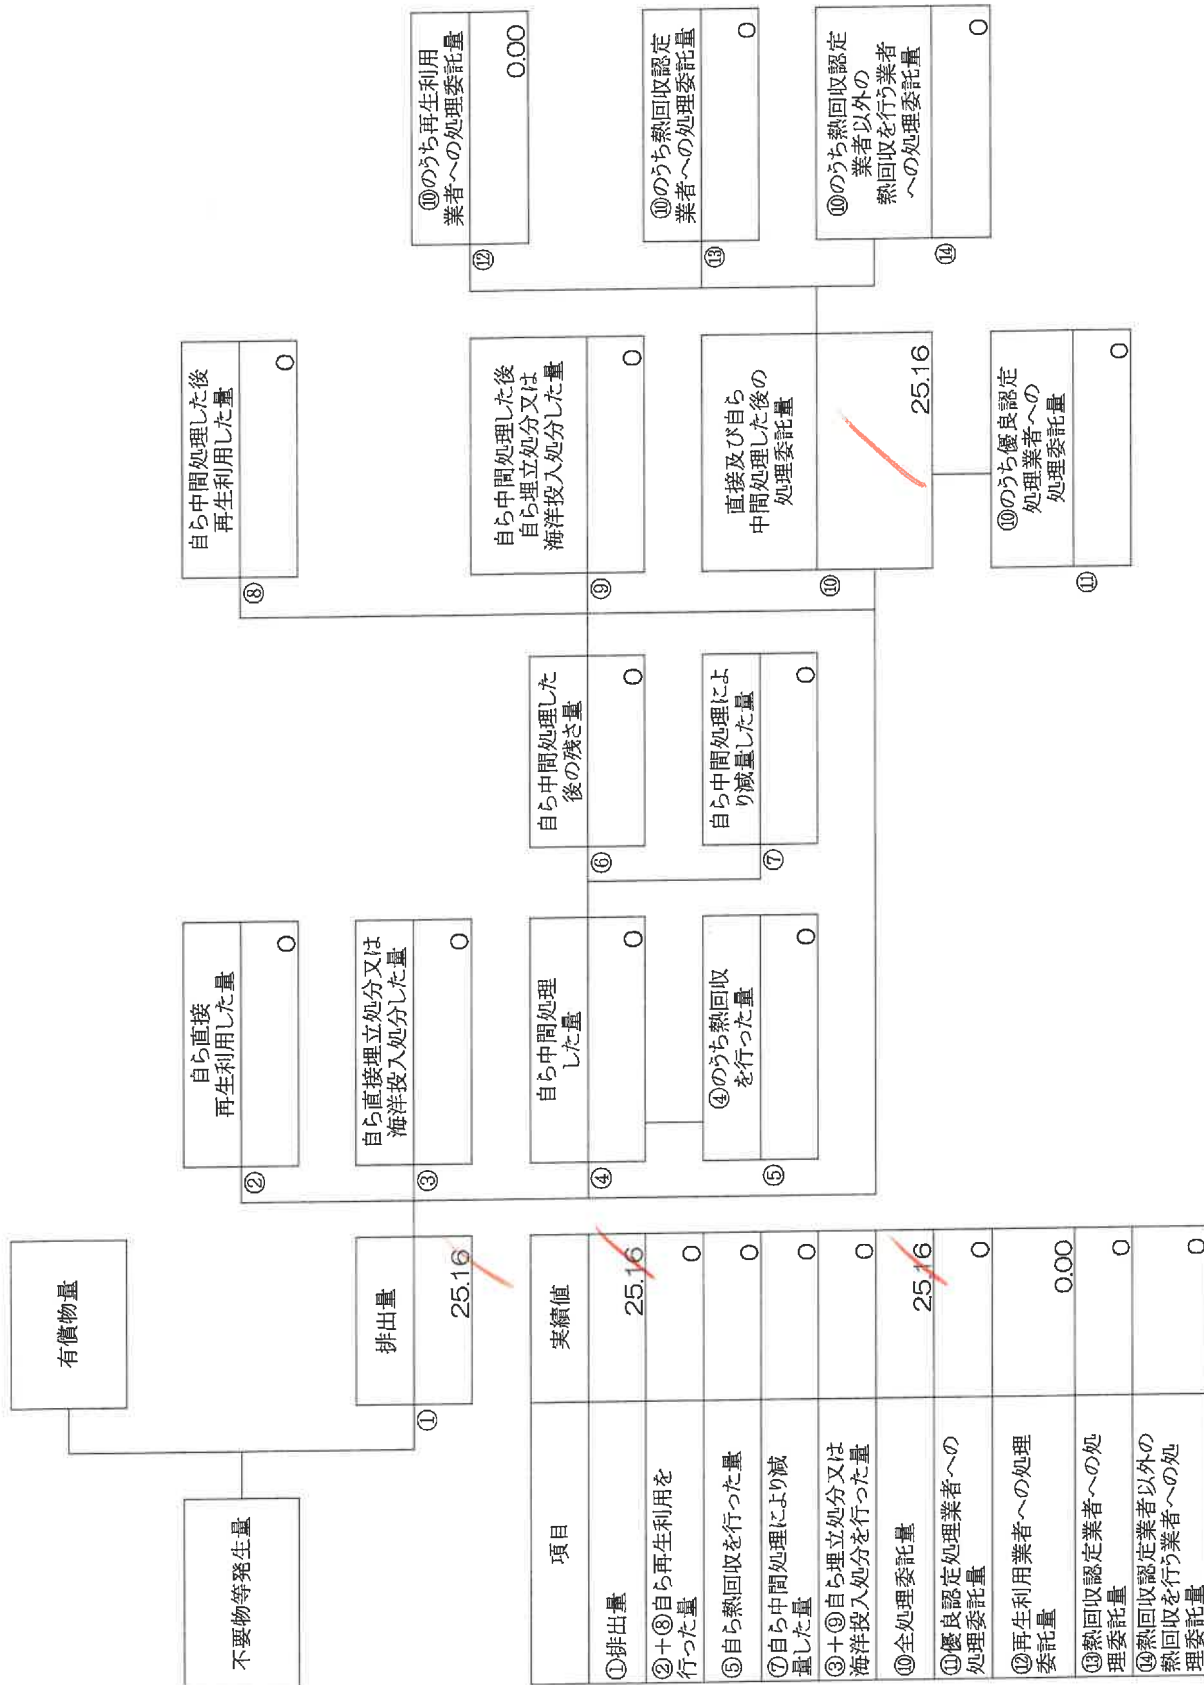 有償物量
不要物等発生量
①
排出量
25.16
②
自ら直接
再生利用した量
0
③
自ら直接埋立処分又は
海洋投入処分した量
0
④
自ら中間処理
した量
0
⑤
④のうち熱回収
を行った量
0
⑥
自ら中間処理した
後の残さ量
0
⑦
自ら中間処理によ
り減量した量
0
⑧
自ら中間処理した後
再生利用した量
0
⑨
自ら中間処理した後
自ら埋立処分又は
海洋投入処分した量
0
⑩
直接及び自ら
中間処理した後の
処理委託量
25.16
⑪
⑩のうち優良認定
処理業者への
処理委託量
0
⑫
⑩のうち再生利用
業者への処理委託量
0.00
⑬
⑩のうち熱回収認定
業者への処理委託量
0
⑭
⑩のうち熱回収認定
業者以外の
熱回収を行う業者
への処理委託量
0
項目
実績値
①排出量
25.16
②+⑧自ら再生利用を
行った量
0
⑤自ら熱回収を行った量
0
⑦自ら中間処理により減
量した量
0
③+⑨自ら埋立処分又は
海洋投入処分を行った量
0
⑩全処理委託量
25.16
⑪優良認定処理業者への
処理委託量
0
⑫再生利用業者への処理
委託量
0.00
⑬熱回収認定業者への処
理委託量
0
⑭熱回収認定業者以外の
熱回収を行う業者への処
理委託量
0